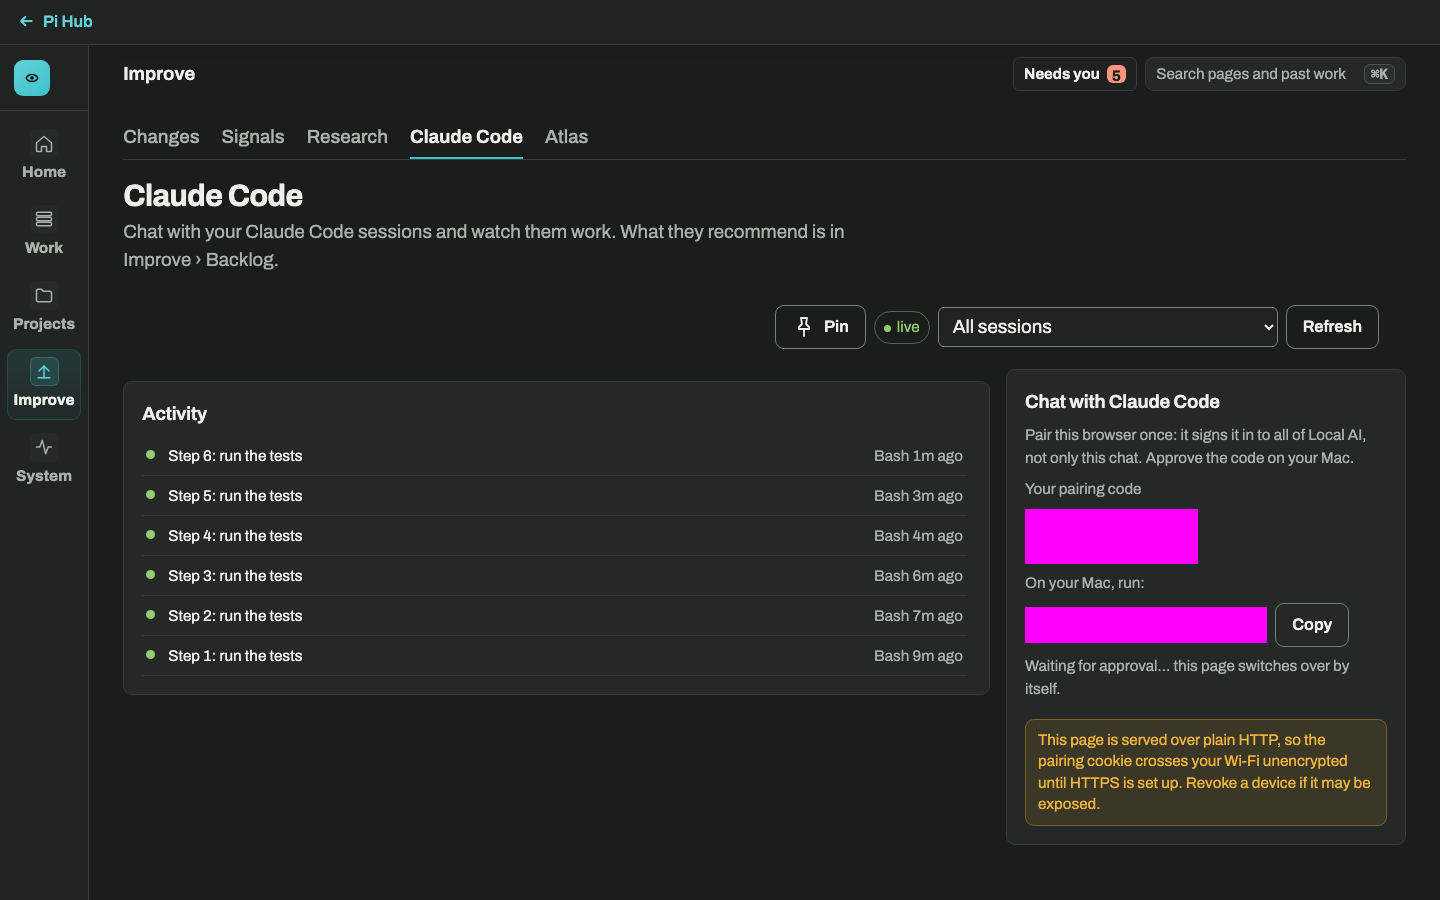 ← Pi Hub
Improve
Needs you 5
Search pages and past work ⌘K
Home
Work
Projects
Improve
System
Changes Signals Research Claude Code Atlas
Claude Code
Chat with your Claude Code sessions and watch them work. What they recommend is in
Improve › Backlog.
Pin
live
All sessions
Refresh
Activity
Step 6: run the tests Bash 1m ago
Step 5: run the tests Bash 3m ago
Step 4: run the tests Bash 4m ago
Step 3: run the tests Bash 6m ago
Step 2: run the tests Bash 7m ago
Step 1: run the tests Bash 9m ago
Chat with Claude Code
Pair this browser once: it signs it in to all of Local AI,
not only this chat. Approve the code on your Mac.
Your pairing code
On your Mac, run:
Copy
Waiting for approval... this page switches over by
itself.
This page is served over plain HTTP, so the
pairing cookie crosses your Wi-Fi unencrypted
until HTTPS is set up. Revoke a device if it may be
exposed.